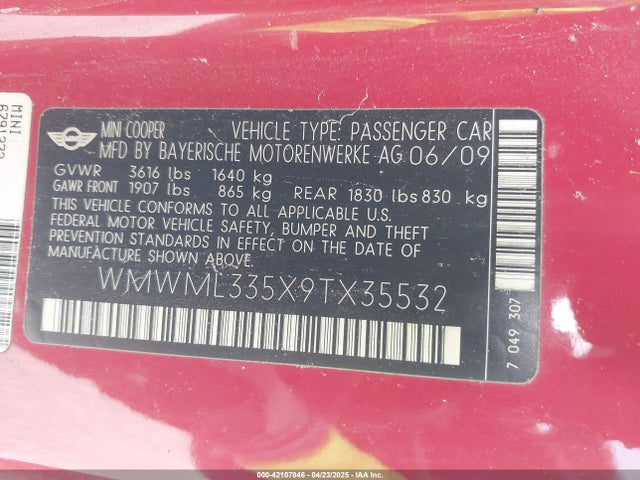 MINI
MINI COOPER
VEHICLE TYPE: PASSENGER CAR
MFD BY BAYERISCHE MOTORENWERKE AG 06/09
GVWR 3616 lbs 1640 kg
GAWR FRONT 1907 lbs 865 kg REAR 1830 lbs 830 kg
THIS VEHICLE CONFORMS TO ALL APPLICABLE U.S.
FEDERAL MOTOR VEHICLE SAFETY, BUMPER AND THEFT
PREVENTION STANDARDS IN EFFECT ON THE DATE OF
MANUFACTURE SHOWN ABOVE
WMWML335X9TX35532
7 049 307
00-42107846 - 04/23/2025 - IAA Inc.